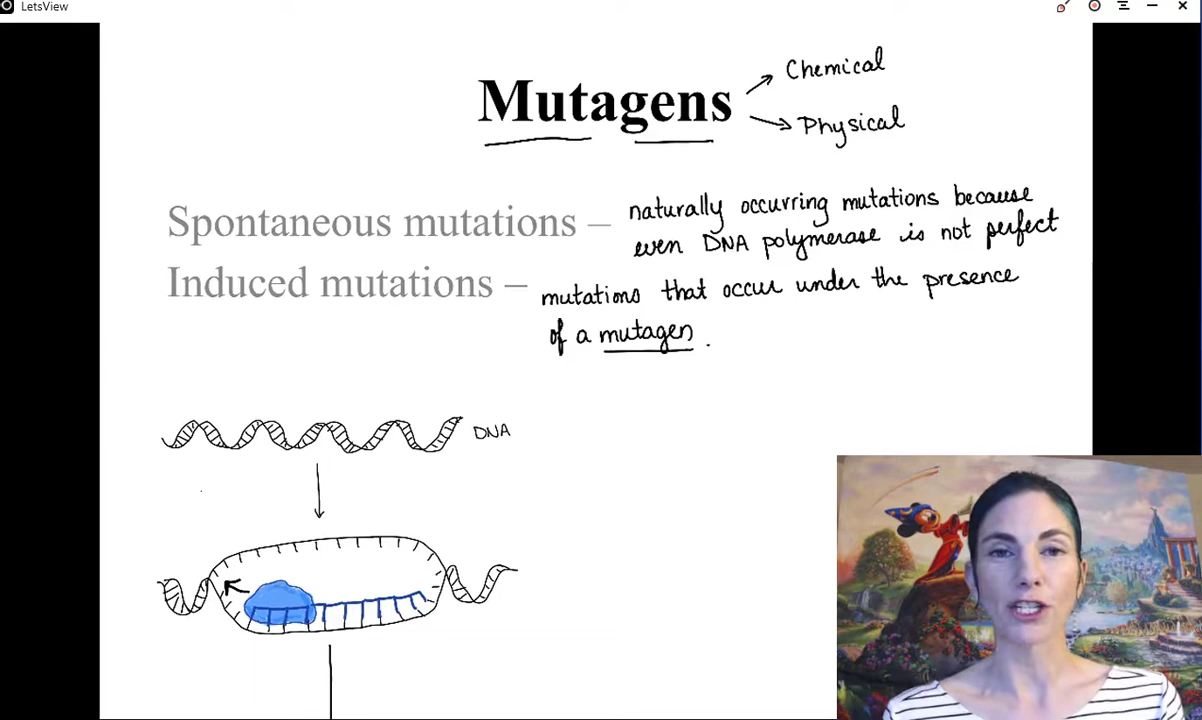 LetsView
Mutagens
Chemical
Physical
Spontaneous mutations – naturally occurring mutations because
even DNA polymerase is not perfect
Induced mutations – mutations that occur under the presence
of a mutagen.
DNA